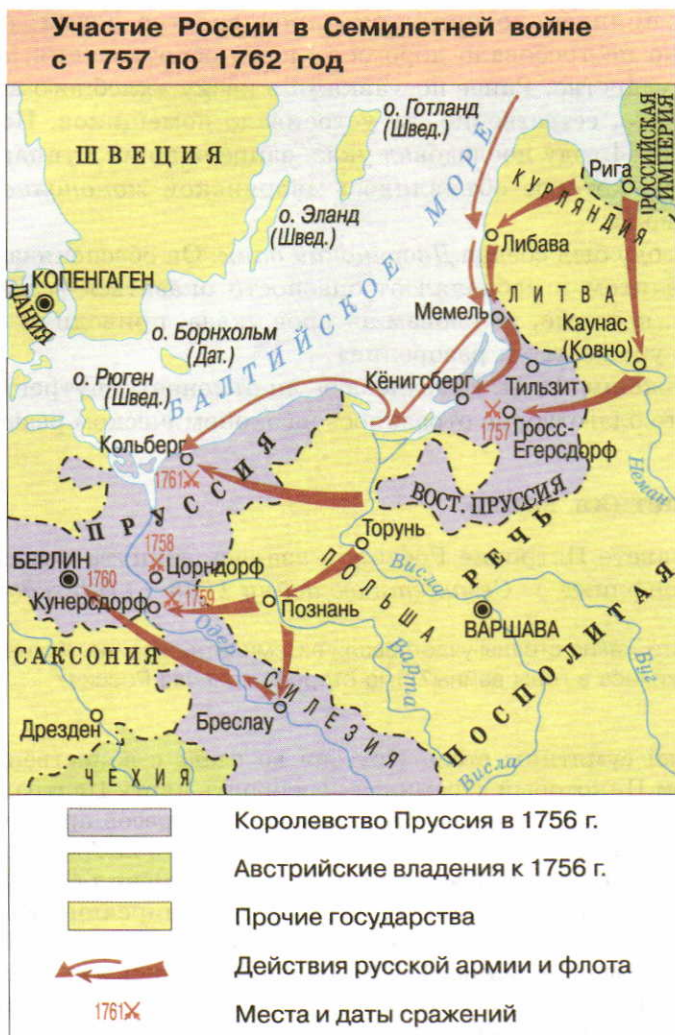 Участие России в Семилетней войне
с 1757 по 1762 год
о. Готланд
(Швед.)
ШВЕЦИЯ
Рига
РОССИЙСКАЯ
ИМПЕРИЯ
КУРЛЯНДИЯ
о. Эланд
(Швед.)
БАЛТИЙСКОЕ МОРЕ
Либава
КОПЕНГАГЕН
ДАНИЯ
Мемель
ЛИТВА
о. Борнхольм
(Дат.)
Каунас
(Ковно)
о. Рюген
(Швед.)
Кёнигсберг
Тильзит
1757
Гросс-
Егерсдорф
Кольберг
1761
Неман
ВОСТ. ПРУССИЯ
ПРУССИЯ
Торунь
РЕЧЬ
1758
БЕРЛИН
1760
Цорндорф
ПОЛЬША
Висла
Кунерсдорф
1759
Познань
ВАРШАВА
ПОСПОЛИТАЯ
Буг
САКСОНИЯ
Одер
Варта
СИЛЕЗИЯ
Дрезден
Бреслау
Висла
ЧЕХИЯ
Королевство Пруссия в 1756 г.
Австрийские владения к 1756 г.
Прочие государства
Действия русской армии и флота
1761 Места и даты сражений